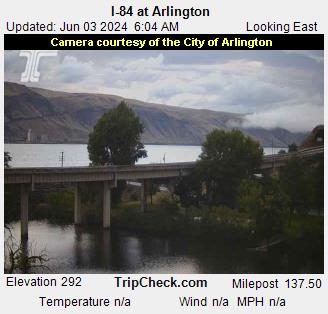 I-84 at Arlington
Updated: Jun 03 2024 6:04 AM Looking East
Camera courtesy of the City of Arlington
Elevation 292 TripCheck.com Milepost 137.50
Temperature n/a Wind n/a MPH n/a